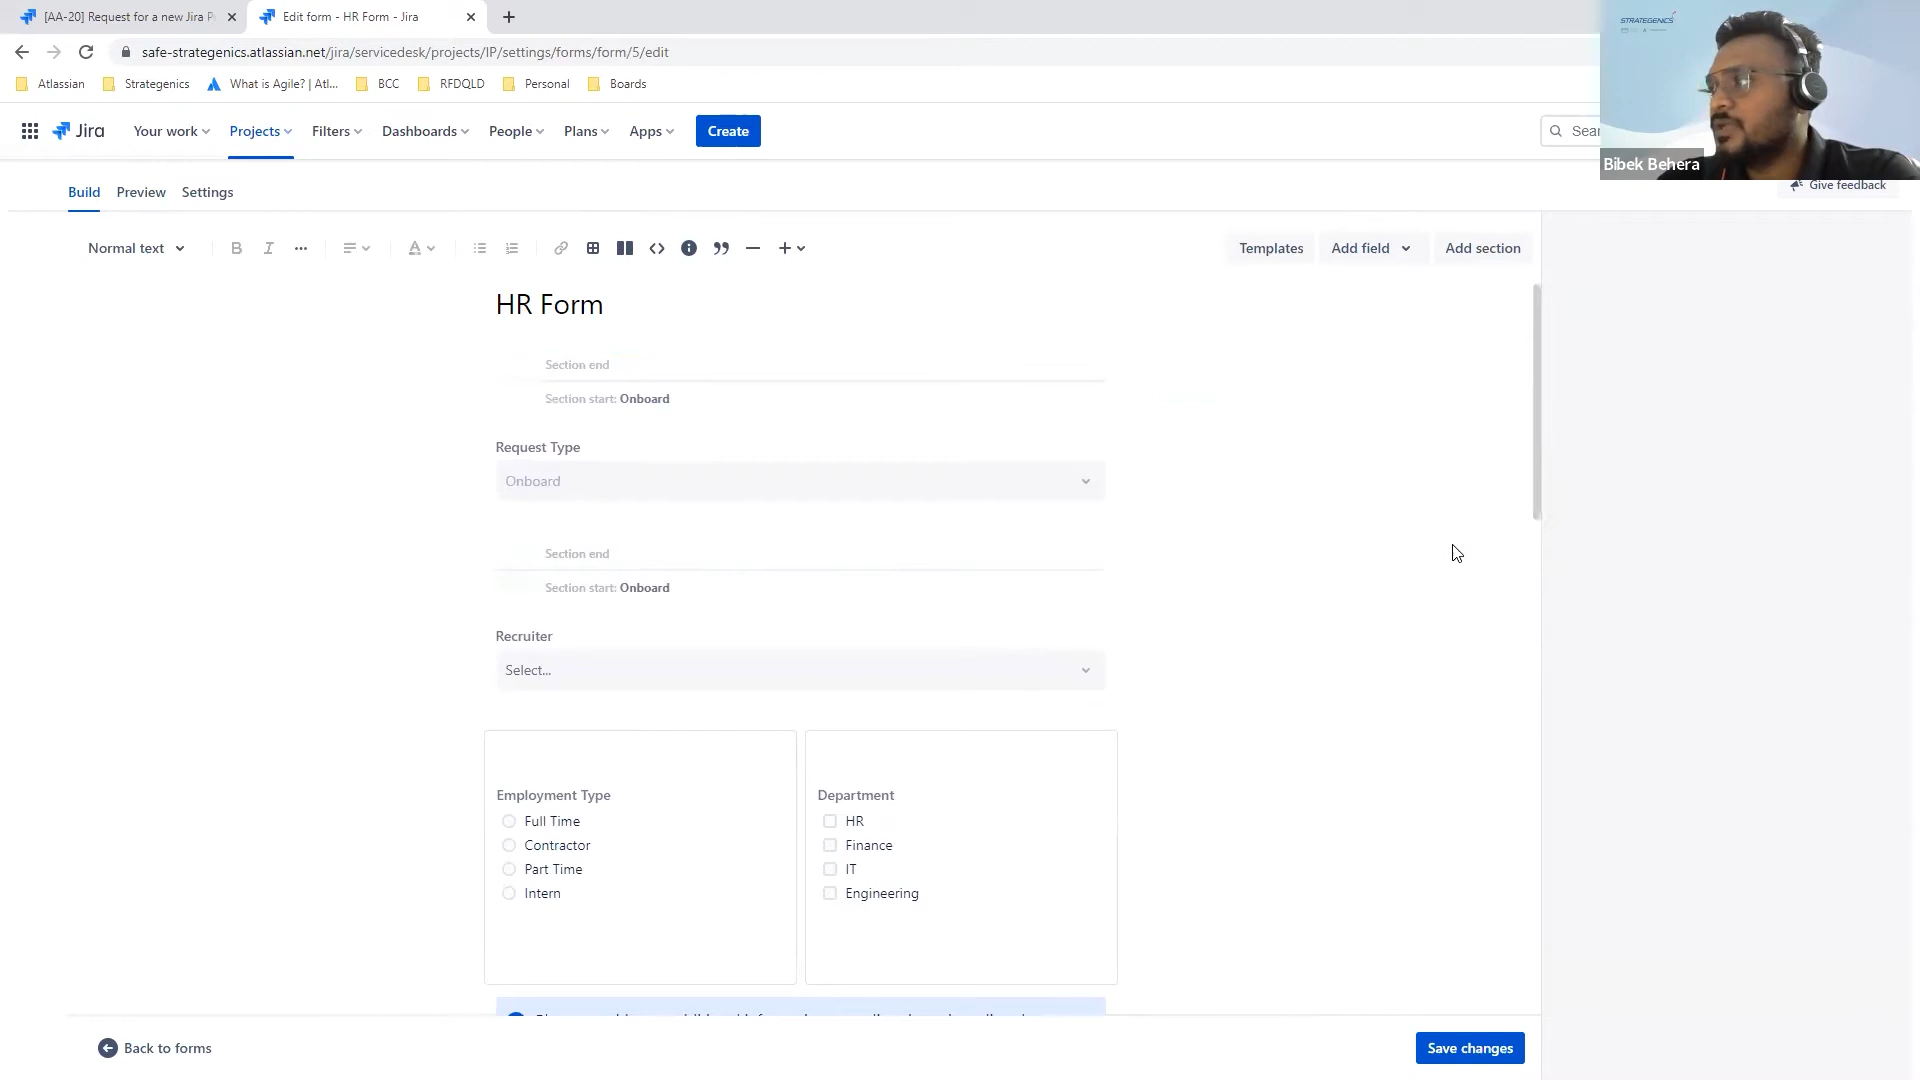 [AA-20] Request for a new Jira P
Edit form - HR Form - Jira
safe-strategenics.atlassian.net/jira/servicedesk/projects/IP/settings/forms/form/5/edit
Atlassian
Strategenics
What is Agile? | Atl...
BCC
RFDQLD
Personal
Boards
Jira
Your work
Projects
Filters
Dashboards
People
Plans
Apps
Create
Sear
STRATEGENICS
Bibek Behera
Give feedback
Build
Preview
Settings
Normal text
Templates
Add field
Add section
HR Form
Section end
Section start: Onboard
Request Type
Onboard
Section end
Section start: Onboard
Recruiter
Select...
Employment Type
Full Time
Contractor
Part Time
Intern
Department
HR
Finance
IT
Engineering
Back to forms
Save changes